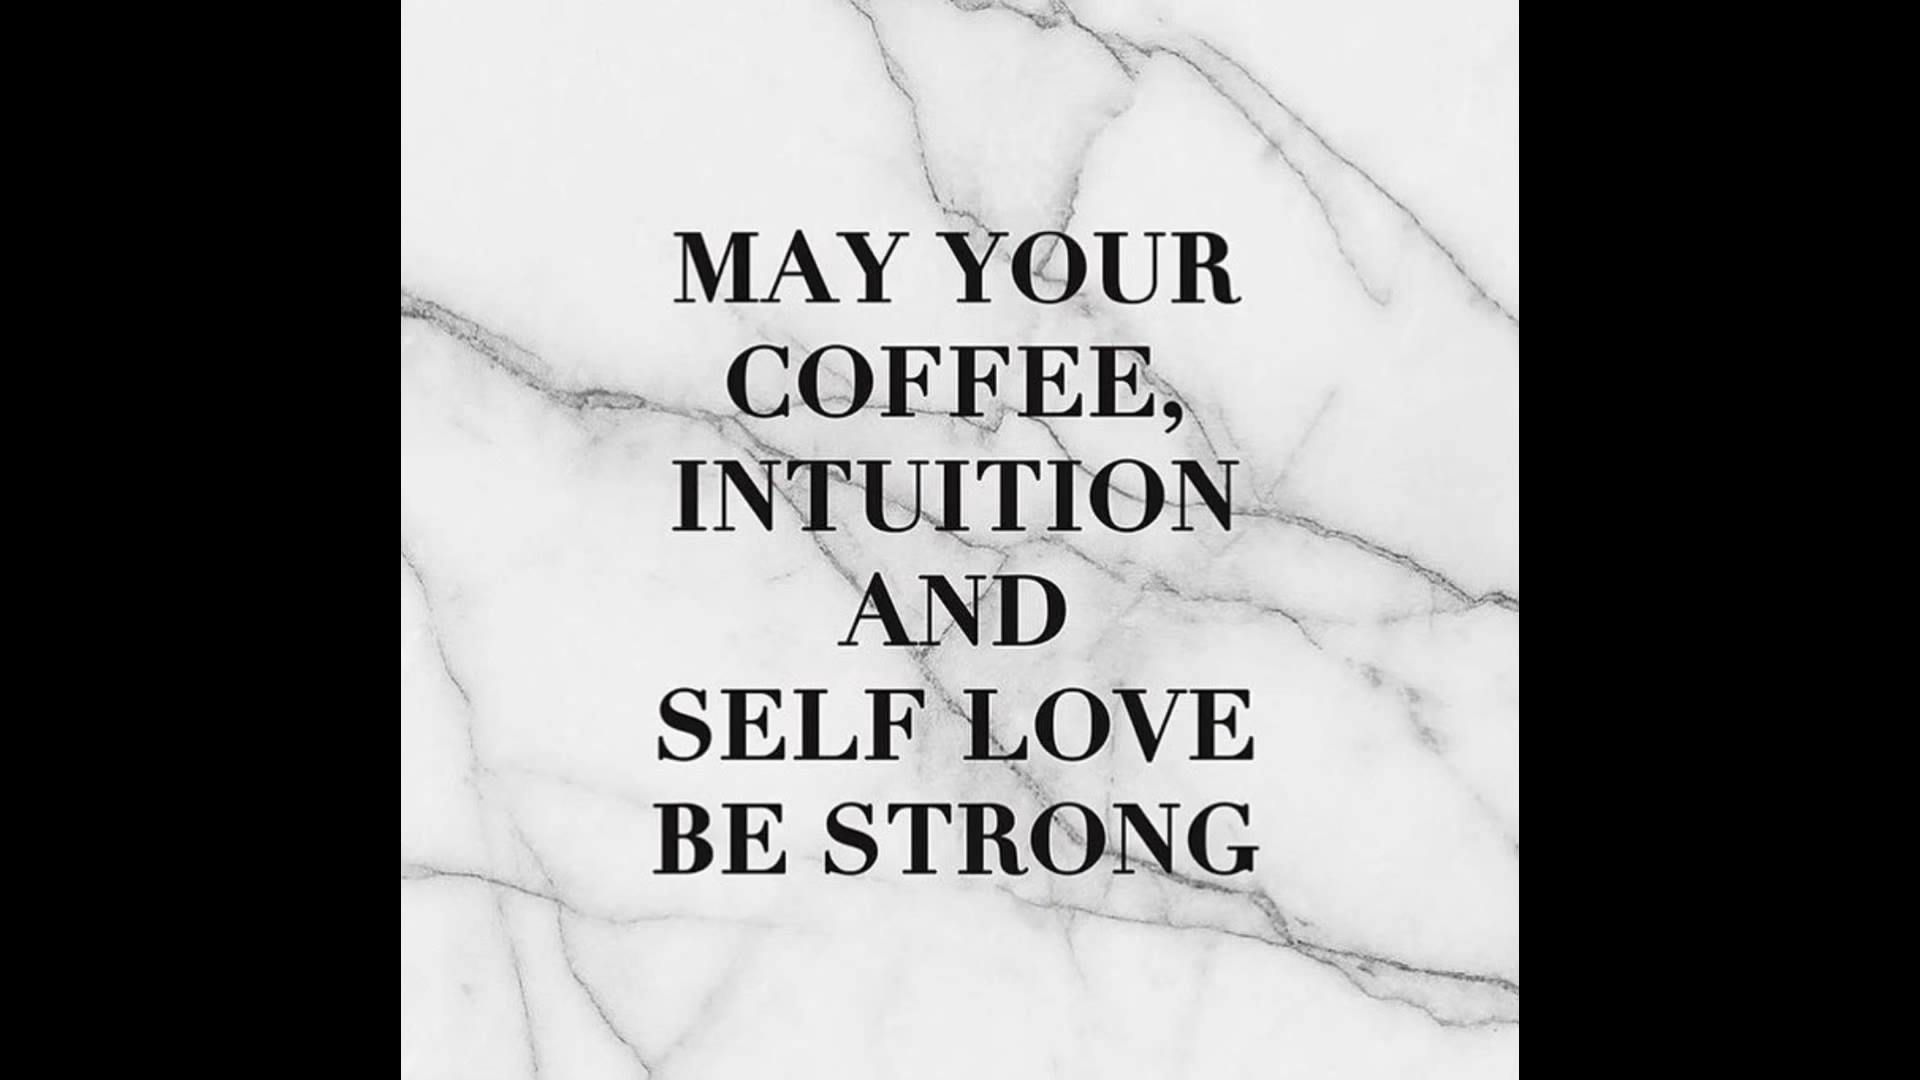 MAY YOUR
COFFEE,
INTUITION
AND
SELF LOVE
BE STRONG